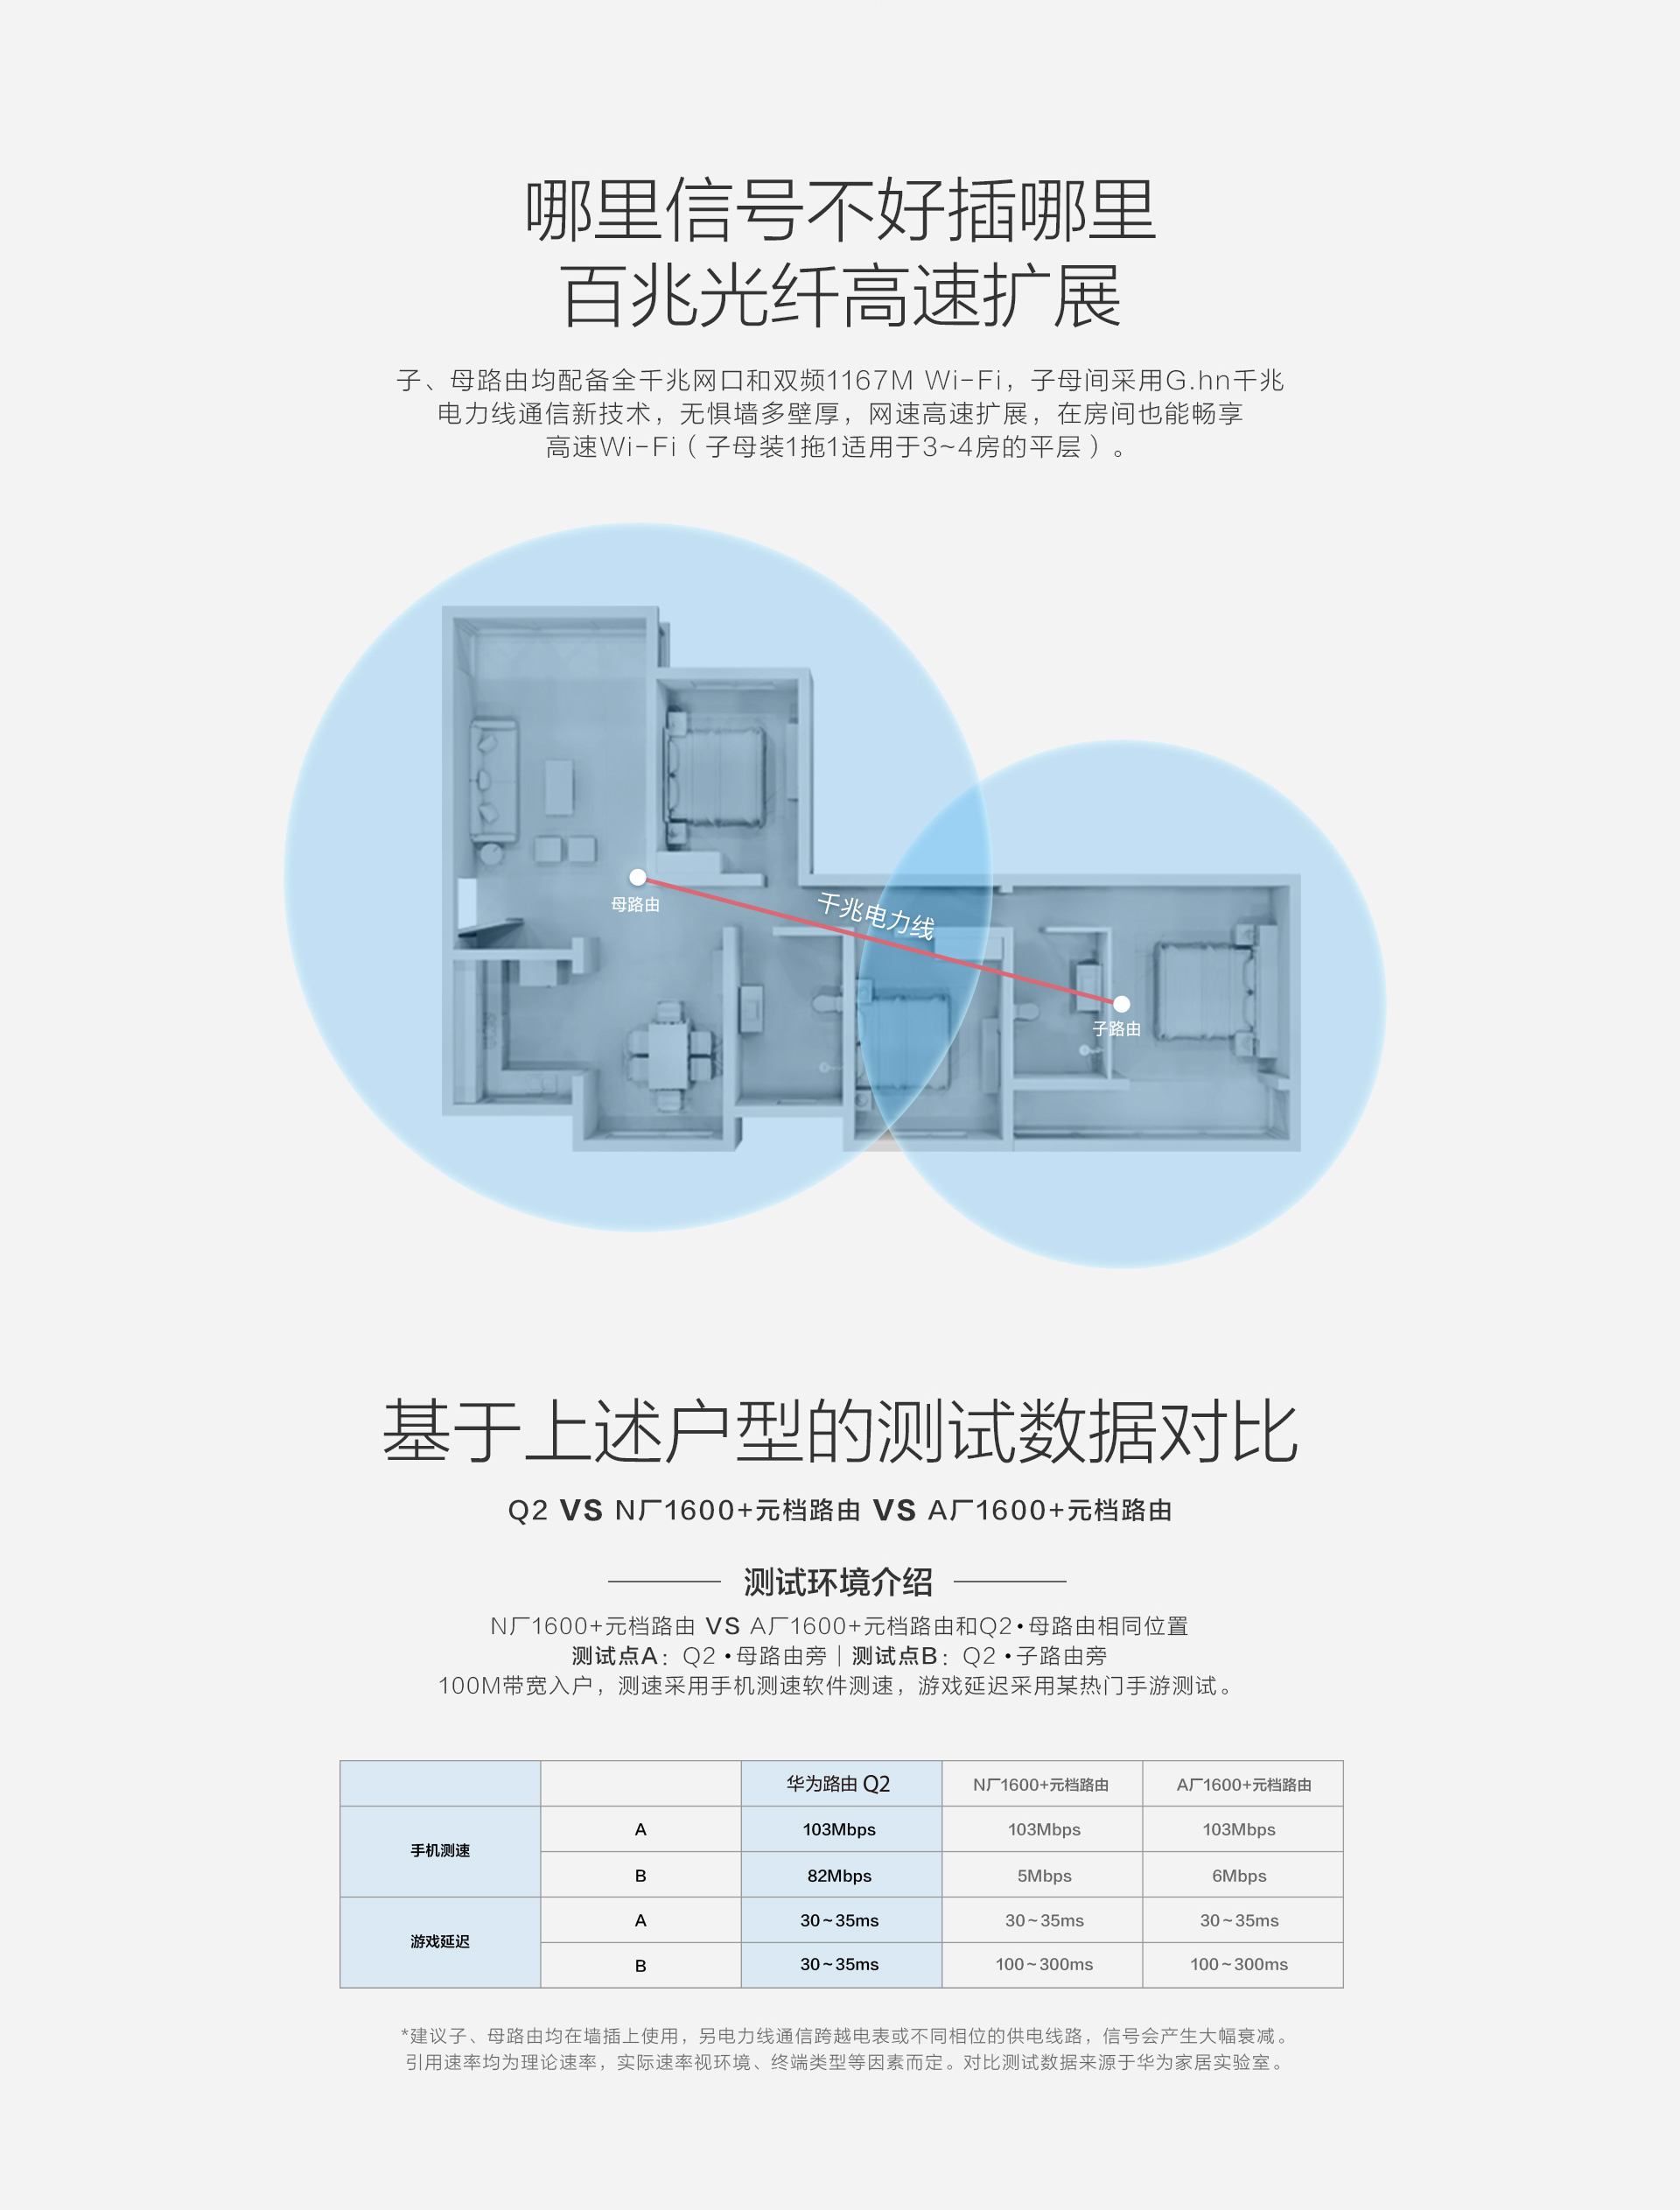 哪里信号不好插哪里
百兆光纤高速扩展
子、母路由均配备全千兆网口和双频1167M Wi-Fi，子母间采用G.hn千兆
电力线通信新技术，无惧墙多壁厚，网速高速扩展，在房间也能畅享
高速Wi-Fi（子母装1拖1适用于3~4房的平层）。
母路由
千兆电力线
子路由
基于上述户型的测试数据对比
Q2 VS N厂1600+元档路由 VS A厂1600+元档路由
测试环境介绍
N厂1600+元档路由 VS A厂1600+元档路由和Q2•母路由相同位置
测试点A：Q2 •母路由旁｜测试点B：Q2 •子路由旁
100M带宽入户，测速采用手机测速软件测速，游戏延迟采用某热门手游测试。
华为路由 Q2 N厂1600+元档路由 A厂1600+元档路由
手机测速
A 103Mbps 103Mbps 103Mbps
B 82Mbps 5Mbps 6Mbps
游戏延迟
A 30~35ms 30~35ms 30~35ms
B 30~35ms 100~300ms 100~300ms
*建议子、母路由均在墙插上使用，另电力线通信跨越电表或不同相位的供电线路，信号会产生大幅衰减。
引用速率均为理论速率，实际速率视环境、终端类型等因素而定。对比测试数据来源于华为家居实验室。